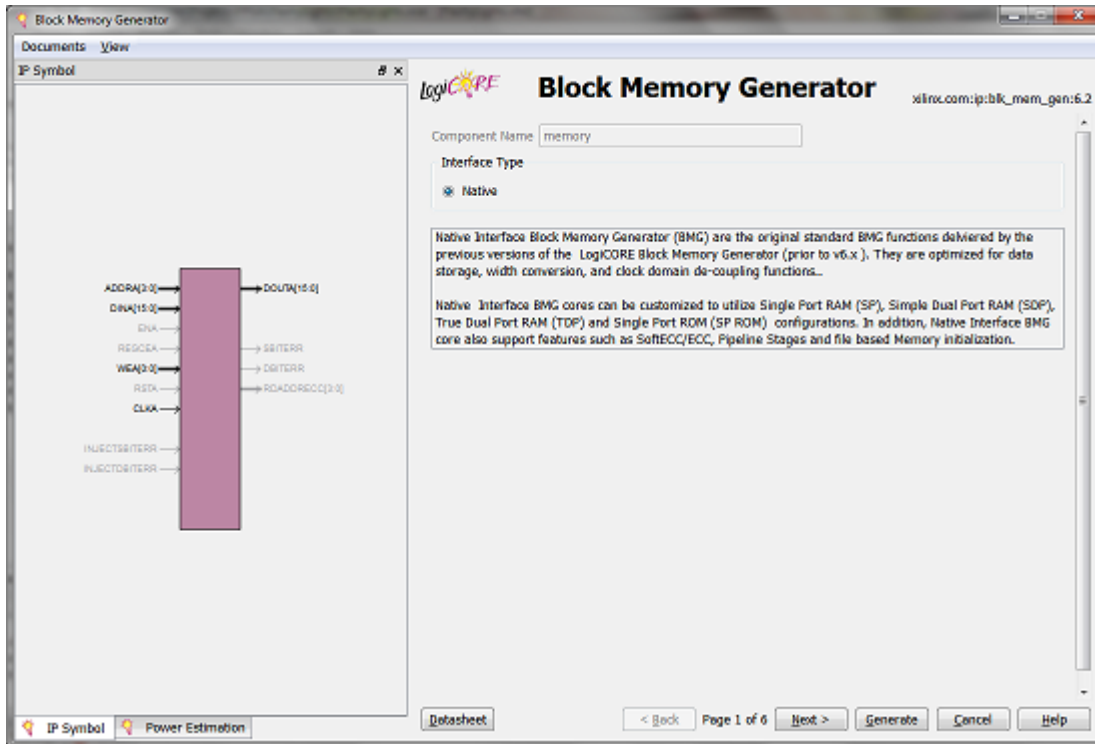 Block Memory Generator
Documents View
IP Symbol
ADDRA[3:0]
DINA[15:0]
ENA
REGCEA
WEA[0:0]
RSTA
CLKA
INJECTSBITERR
INJECTDBITERR
DOUTA[15:0]
SBITERR
DBITERR
RDADDRECC[3:0]
IP Symbol Power Estimation
LogiCORE
Block Memory Generator
xilinx.com:ip:blk_mem_gen:6.2
Component Name memory
Interface Type
Native
Native Interface Block Memory Generator (BMG) are the original standard BMG functions delviered by the
previous versions of the LogiCORE Block Memory Generator (prior to v6.x ). They are optimized for data
storage, width conversion, and clock domain de-coupling functions..
Native Interface BMG cores can be customized to utilize Single Port RAM (SP), Simple Dual Port RAM (SDP),
True Dual Port RAM (TDP) and Single Port ROM (SP ROM) configurations. In addition, Native Interface BMG
core also support features such as SoftECC/ECC, Pipeline Stages and file based Memory initialization.
Datasheet < Back Page 1 of 6 Next > Generate Cancel Help